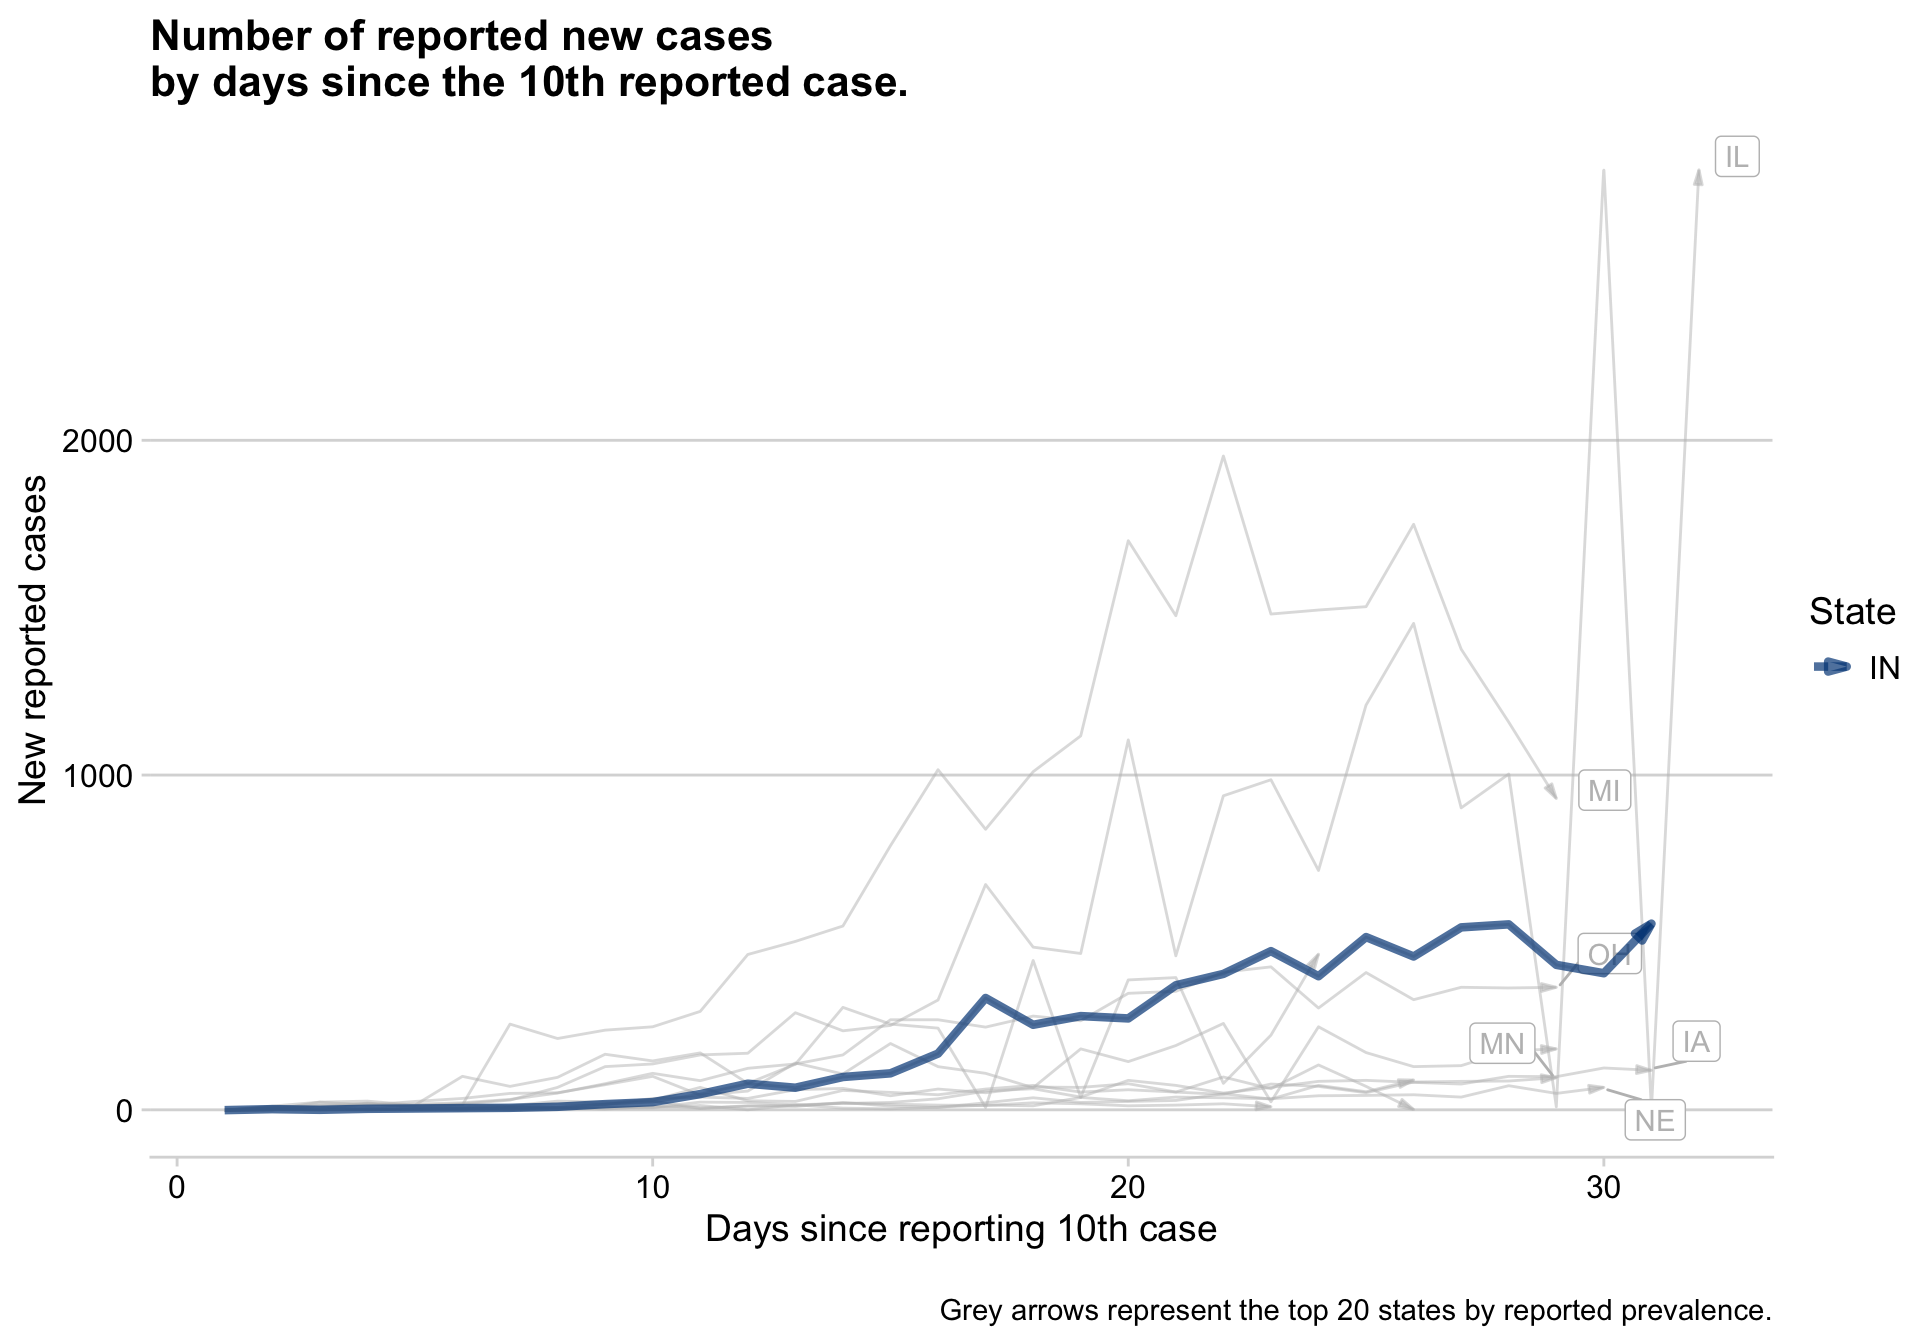 Number of reported new cases
by days since the 10th reported case.
IL
2000
New reported cases
State
IN
1000
MI
OH
MN
IA
NE
0
0 10 20 30
Days since reporting 10th case
Grey arrows represent the top 20 states by reported prevalence.